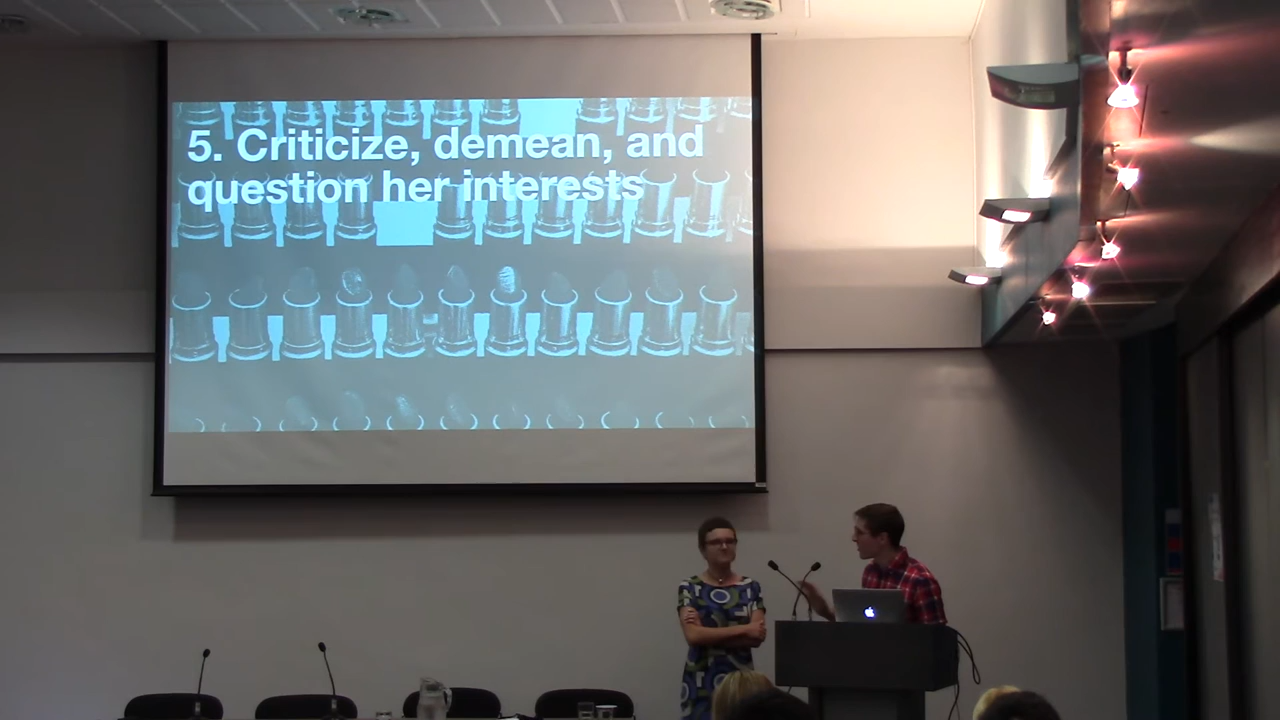 5. Criticize, demean, and
question her interests